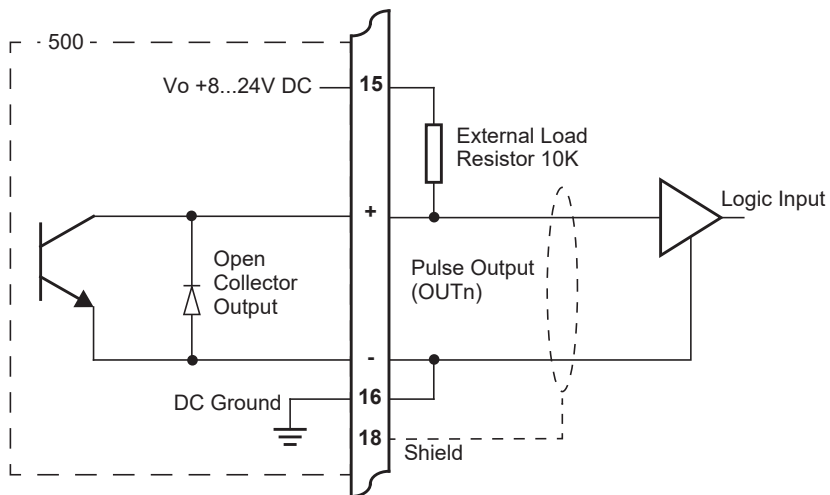 500
Vo +8...24V DC
15
External Load
Resistor 10K
+
Logic Input
Open
Collector
Output
Pulse Output
(OUTn)
-
DC Ground
16
18
Shield